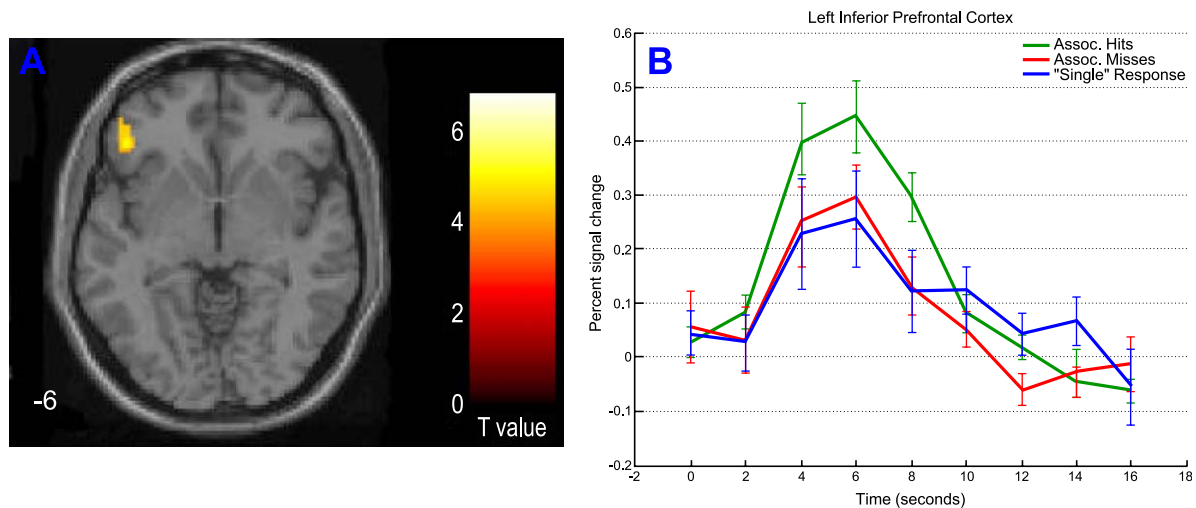 A
6
4
2
0
-6
T value
Left Inferior Prefrontal Cortex
B
Assoc. Hits
Assoc. Misses
"Single" Response
Percent signal change
0.6
0.5
0.4
0.3
0.2
0.1
0
-0.1
-0.2
-2 0 2 4 6 8 10 12 14 16 18
Time (seconds)